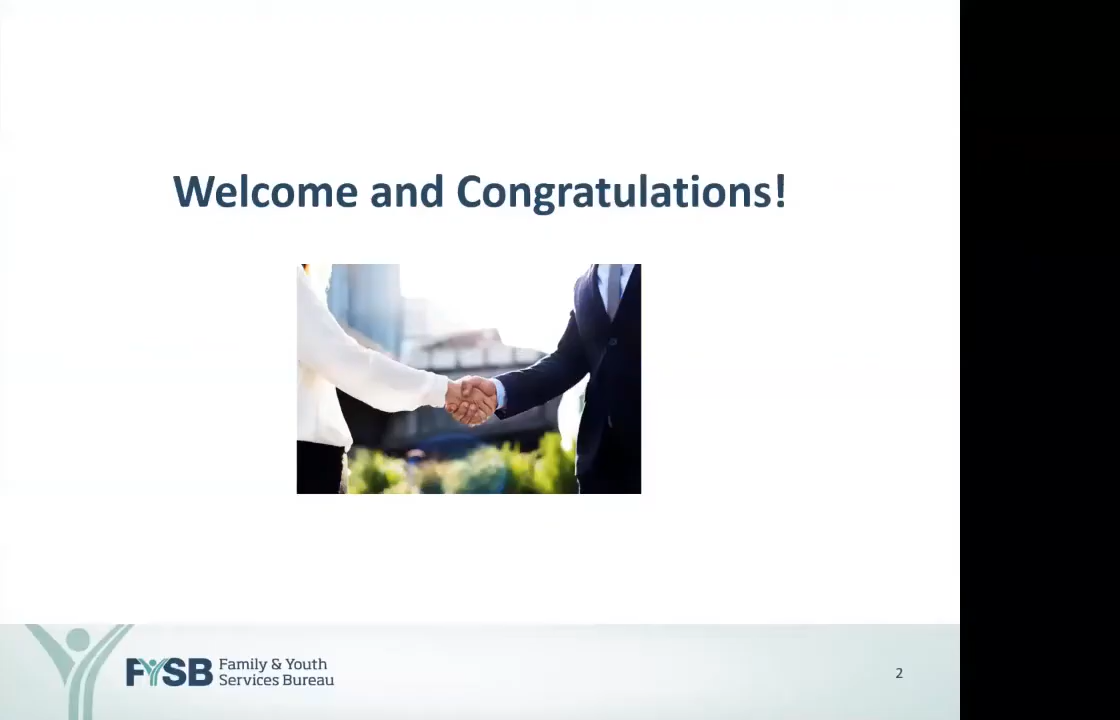 Welcome and Congratulations!
FYSB
Family & Youth
Services Bureau
2